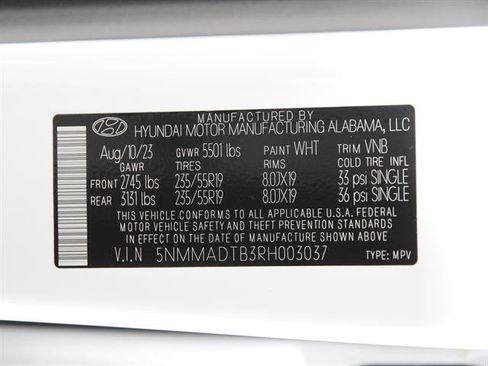 MANUFACTURED BY
HYUNDAI MOTOR MANUFACTURING ALABAMA, LLC
Aug/10/23 GVWR 5501 lbs PAINT WHT TRIM VNB
GAWR TIRES RIMS COLD TIRE INFL
FRONT 2745 lbs 235/55R19 8.0JX19 33 psi SINGLE
REAR 3131 lbs 235/55R19 8.0JX19 36 psi SINGLE
THIS VEHICLE CONFORMS TO ALL APPLICABLE U.S.A. FEDERAL
MOTOR VEHICLE SAFETY AND THEFT PREVENTION STANDARDS
IN EFFECT ON THE DATE OF MANUFACTURE SHOWN ABOVE.
V.I.N 5NMMADTB3RH003037 TYPE: MPV